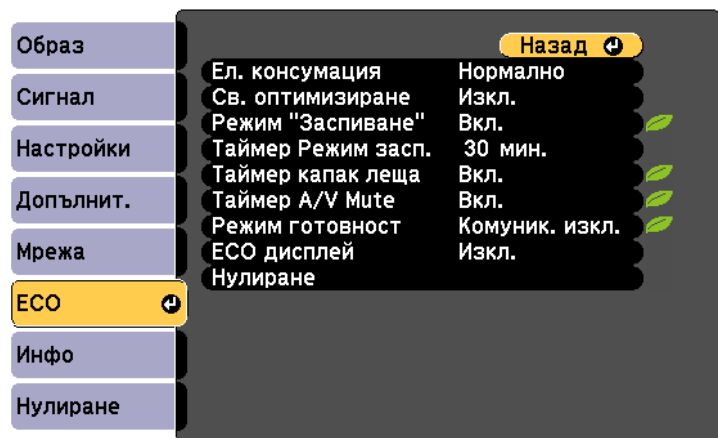 Образ
Сигнал
Настройки
Допълнит.
Мрежа
ECO
Инфо
Нулиране
Назад
Ел. консумация Нормално
Св. оптимизиране Изкл.
Режим "Заспиване" Вкл.
Таймер Режим засп. 30 мин.
Таймер капак леща Вкл.
Таймер A/V Mute Вкл.
Режим готовност Комуник. изкл.
ECO дисплей Изкл.
Нулиране